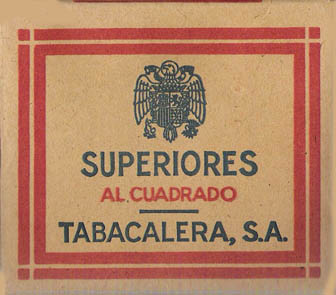 SUPERIORES
AL CUADRADO
TABACALERA, S.A.